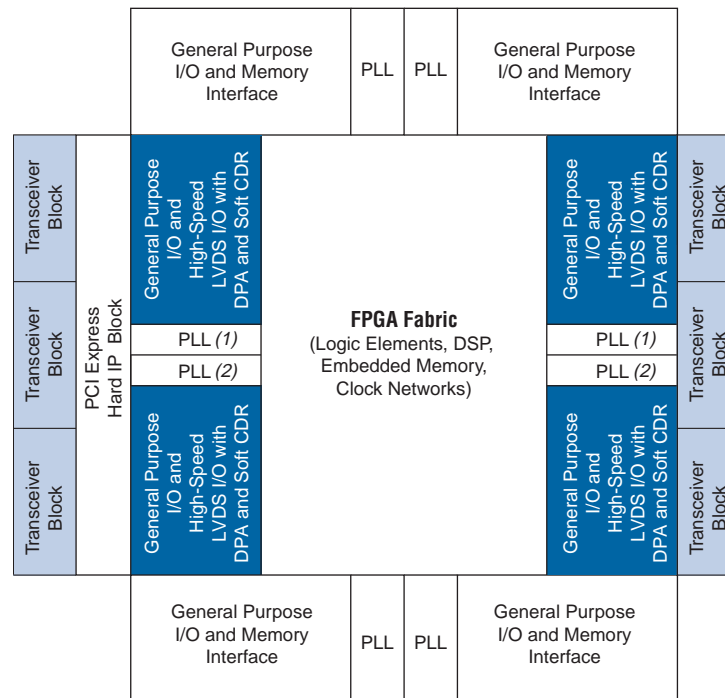 General Purpose
I/O and Memory
Interface
PLL
PLL
General Purpose
I/O and Memory
Interface
Transceiver
Block
Transceiver
Block
Transceiver
Block
PCI Express
Hard IP Block
General Purpose
I/O and
High-Speed
LVDS I/O with
DPA and Soft CDR
PLL (1)
PLL (2)
General Purpose
I/O and
High-Speed
LVDS I/O with
DPA and Soft CDR
FPGA Fabric
(Logic Elements, DSP,
Embedded Memory,
Clock Networks)
General Purpose
I/O and
High-Speed
LVDS I/O with
DPA and Soft CDR
PLL (1)
PLL (2)
General Purpose
I/O and
High-Speed
LVDS I/O with
DPA and Soft CDR
Transceiver
Block
Transceiver
Block
Transceiver
Block
General Purpose
I/O and Memory
Interface
PLL
PLL
General Purpose
I/O and Memory
Interface